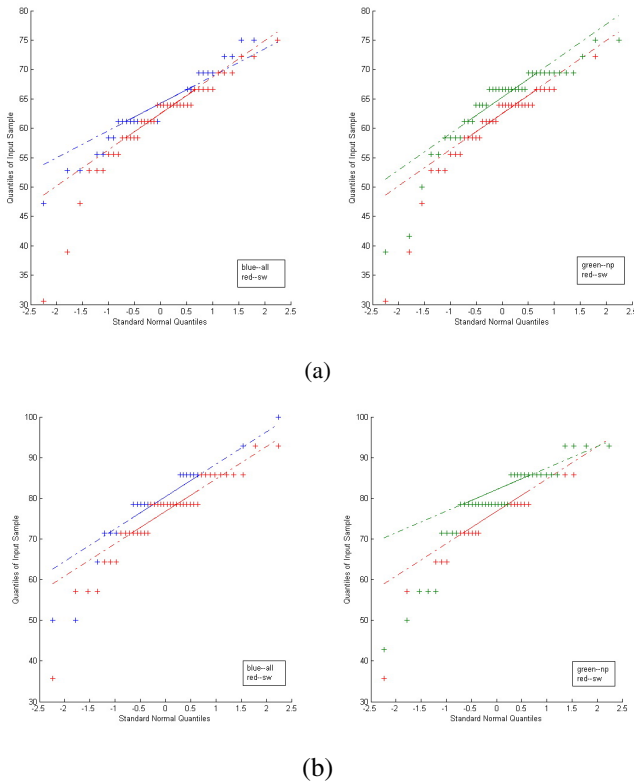 80
75
70
65
60
55
50
45
40
35
30
Quantiles of Input Sample
-2.5 -2 -1.5 -1 -0.5 0 0.5 1 1.5 2 2.5
Standard Normal Quantiles
blue--all
red--sw
80
75
70
65
60
55
50
45
40
35
30
Quantiles of Input Sample
-2.5 -2 -1.5 -1 -0.5 0 0.5 1 1.5 2 2.5
Standard Normal Quantiles
green--np
red--sw
(a)
100
90
80
70
60
50
40
30
Quantiles of Input Sample
-2.5 -2 -1.5 -1 -0.5 0 0.5 1 1.5 2 2.5
Standard Normal Quantiles
blue--all
red--sw
100
90
80
70
60
50
40
30
Quantiles of Input Sample
-2.5 -2 -1.5 -1 -0.5 0 0.5 1 1.5 2 2.5
Standard Normal Quantiles
green--np
red--sw
(b)